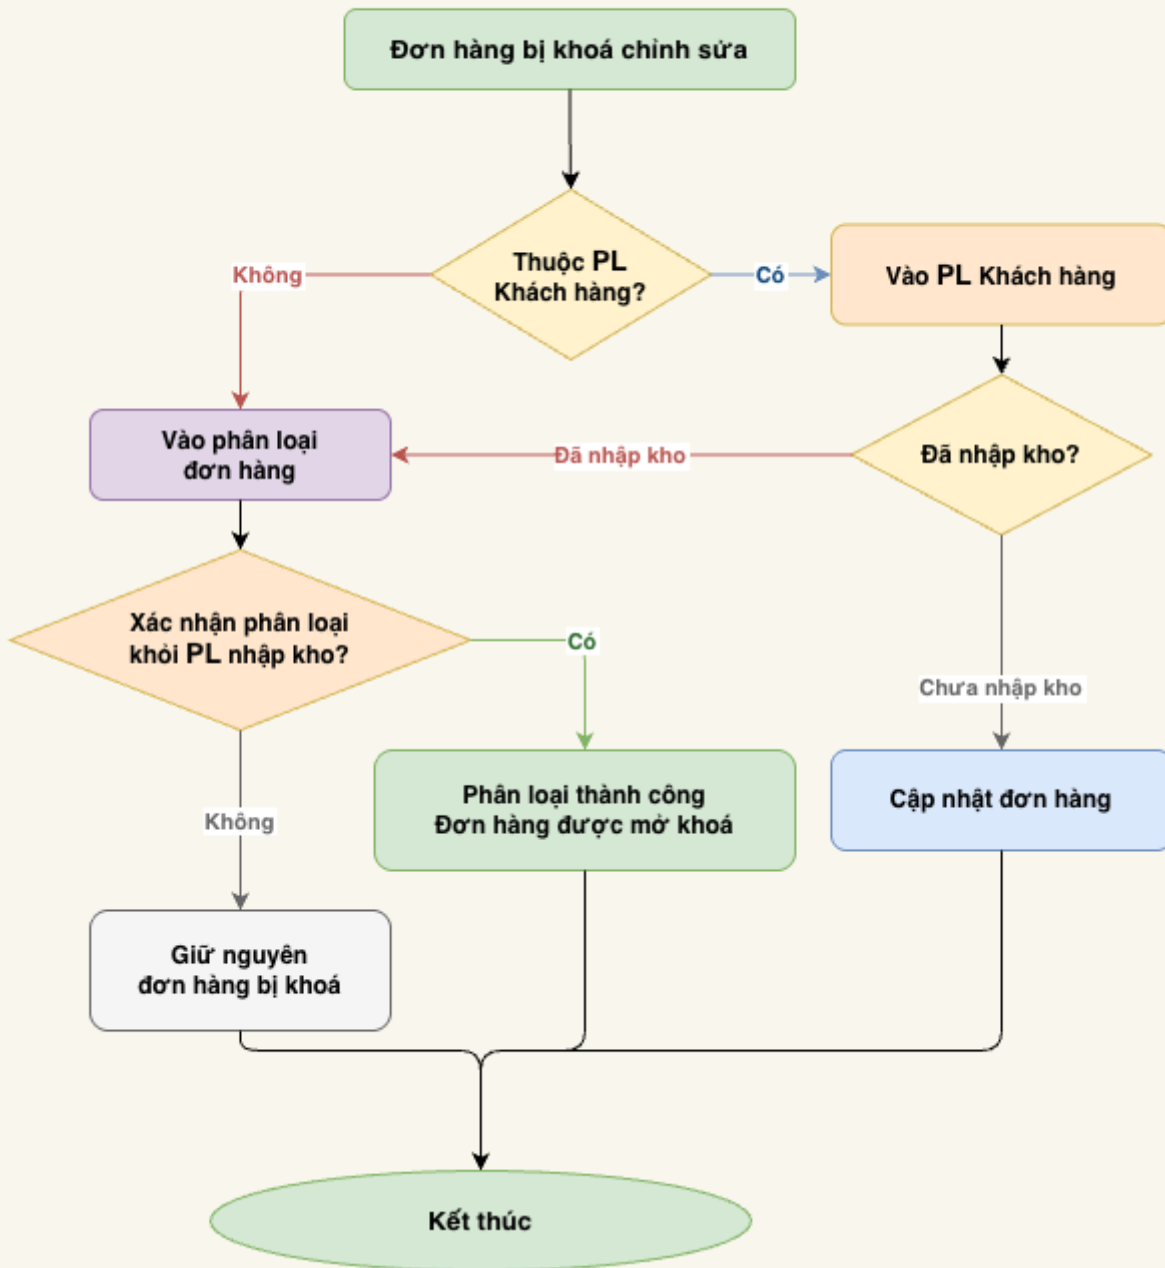 Đơn hàng bị khoá chỉnh sửa
Thuộc PL
Khách hàng?
Không
Có
Vào PL Khách hàng
Vào phân loại
đơn hàng
Đã nhập kho
Đã nhập kho?
Xác nhận phân loại
khỏi PL nhập kho?
Có
Chưa nhập kho
Phân loại thành công
Đơn hàng được mở khoá
Cập nhật đơn hàng
Không
Giữ nguyên
đơn hàng bị khoá
Kết thúc